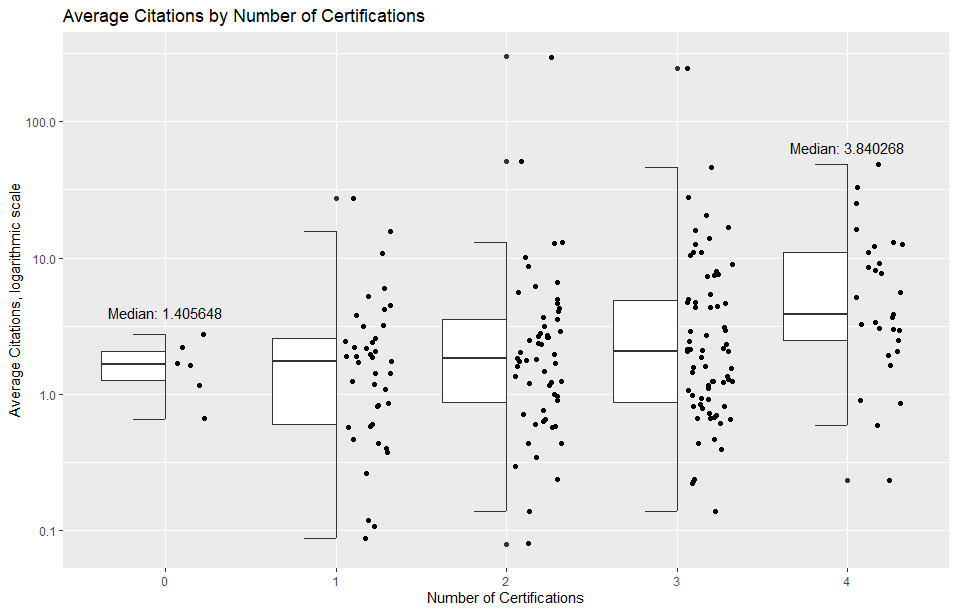 Average Citations by Number of Certifications
Average Citations, logarithmic scale
100.0
10.0
1.0
0.1
Median: 1.405648
Median: 3.840268
0
1
2
3
4
Number of Certifications